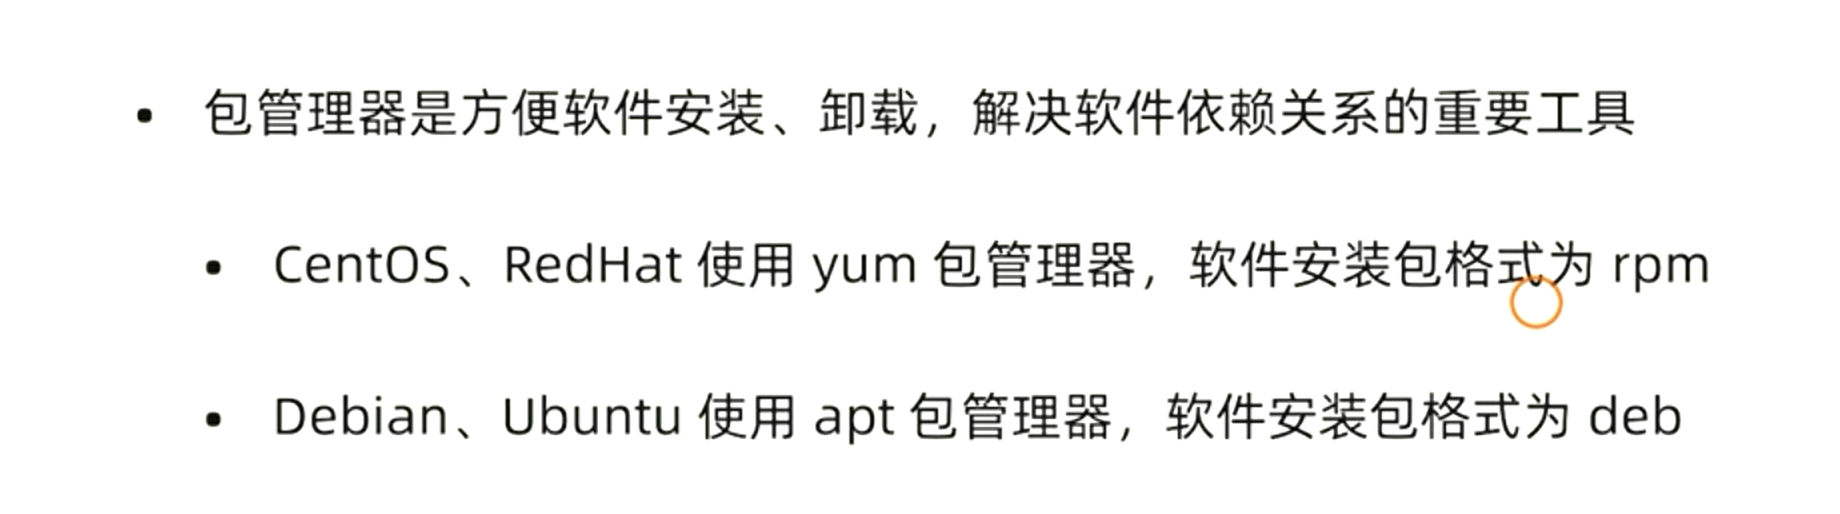 • 包管理器是方便软件安装、卸载，解决软件依赖关系的重要工具
• CentOS、RedHat 使用 yum 包管理器，软件安装包格式为 rpm
• Debian、Ubuntu 使用 apt 包管理器，软件安装包格式为 deb